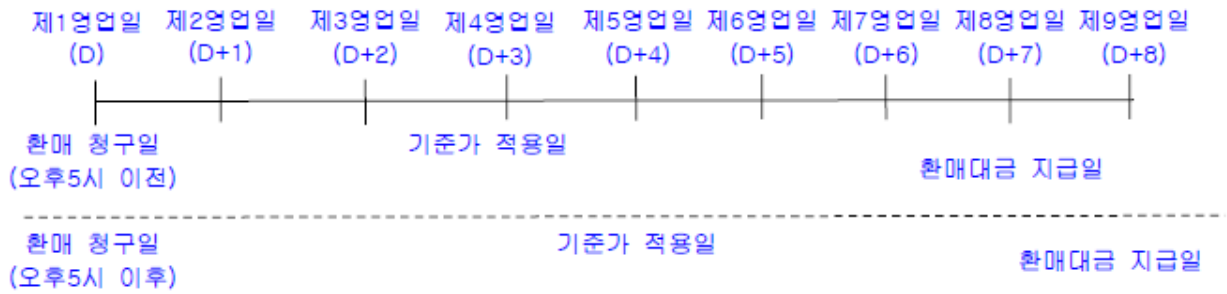 제1영업일 제2영업일 제3영업일 제4영업일 제5영업일 제6영업일 제7영업일 제8영업일 제9영업일
(D) (D+1) (D+2) (D+3) (D+4) (D+5) (D+6) (D+7) (D+8)
환매 청구일 기준가 적용일
(오후5시 이전) 환매대금 지급일
환매 청구일 기준가 적용일
(오후5시 이후) 환매대금 지급일